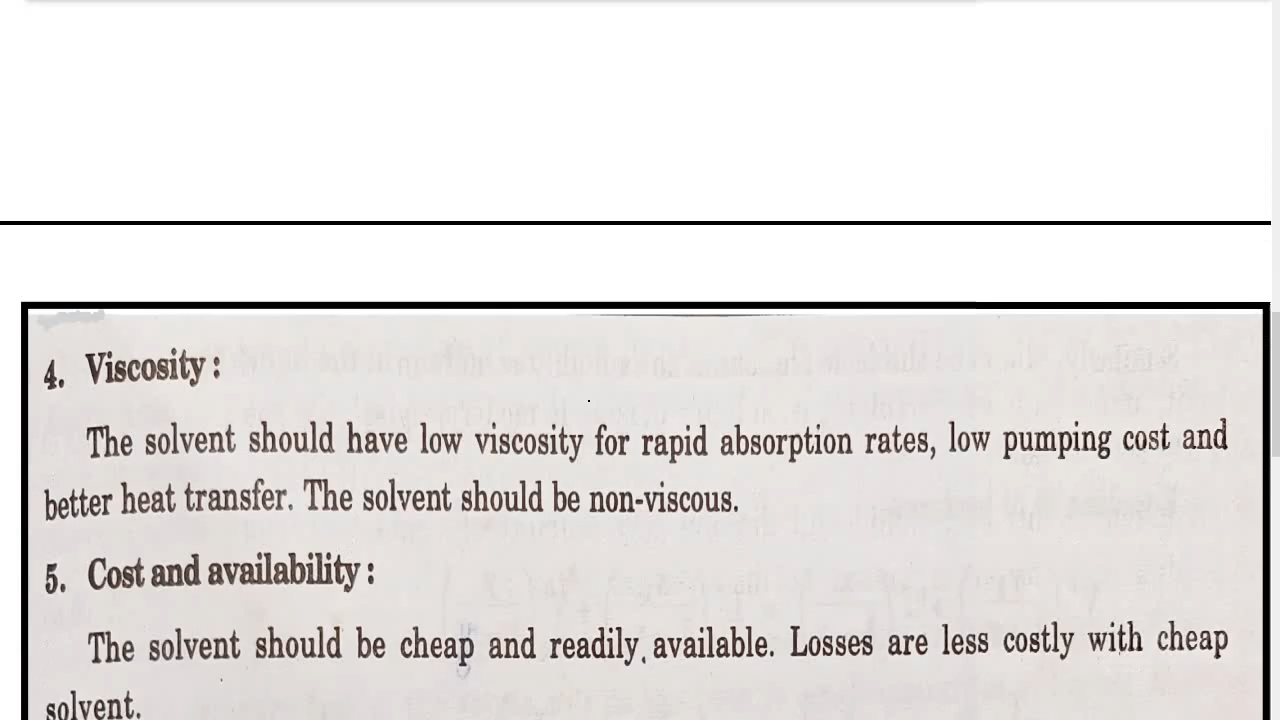 4. Viscosity :
The solvent should have low viscosity for rapid absorption rates, low pumping cost and
better heat transfer. The solvent should be non-viscous.
5. Cost and availability :
The solvent should be cheap and readily available. Losses are less costly with cheap
solvent.